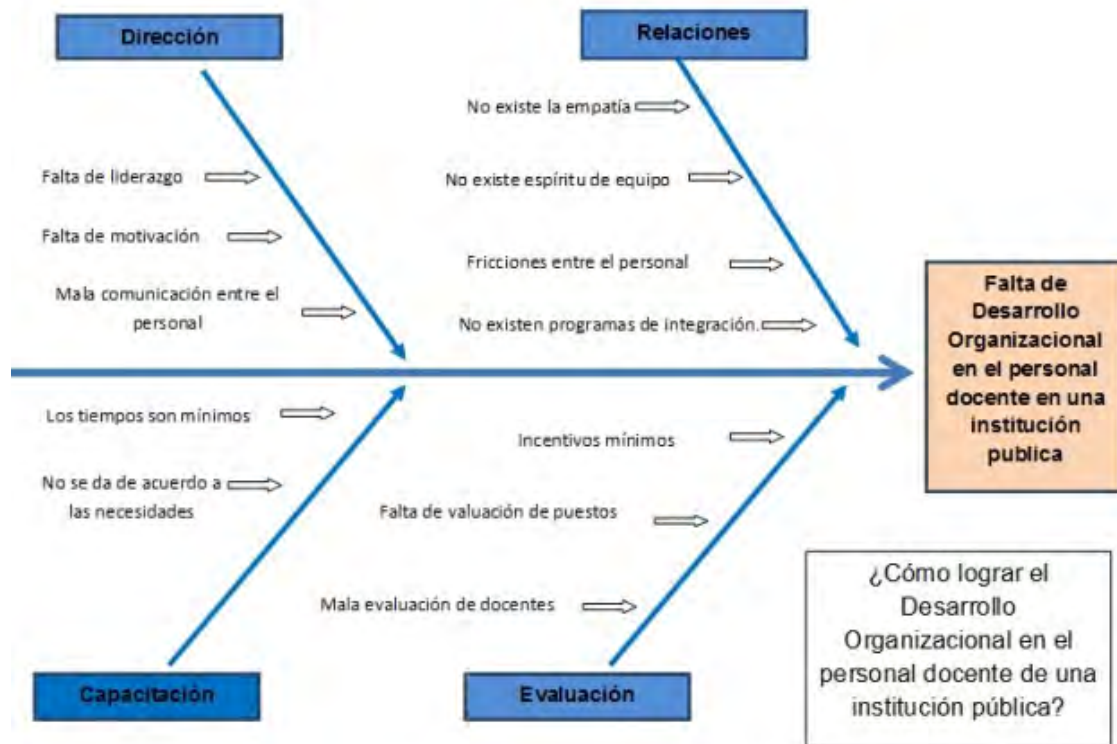 Dirección
Relaciones
No existe la empatía
Falta de liderazgo
No existe espíritu de equipo
Falta de motivación
Fricciones entre el personal
Mala comunicación entre el
personal
No existen programas de integración.
Falta de
Desarrollo
Organizacional
en el personal
docente en una
institución
publica
Los tiempos son mínimos
Incentivos mínimos
No se da de acuerdo a
las necesidades
Falta de valuación de puestos
Mala evaluación de docentes
Capacitación
Evaluación
¿Cómo lograr el
Desarrollo
Organizacional en el
personal docente de una
institución pública?